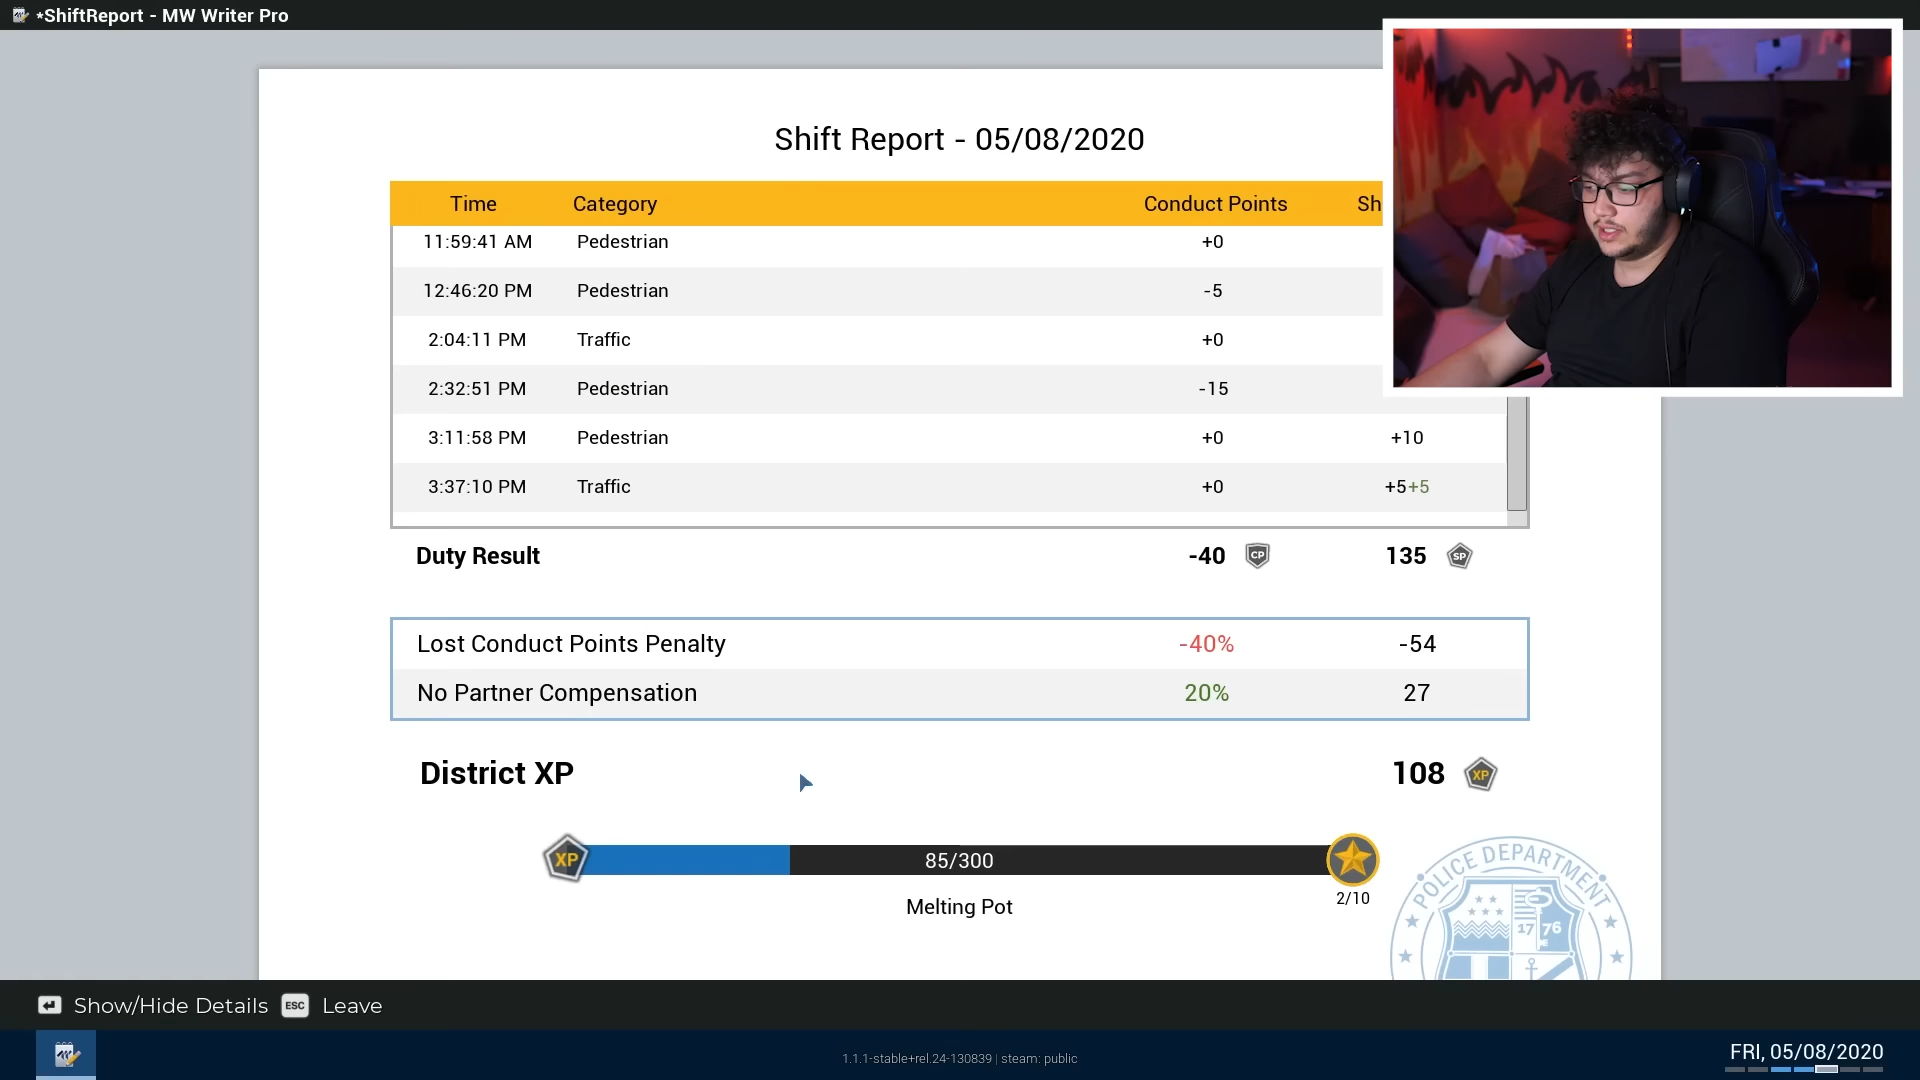 *ShiftReport - MW Writer Pro
Shift Report - 05/08/2020
Time Category Conduct Points Sh
11:59:41 AM Pedestrian +0
12:46:20 PM Pedestrian -5
2:04:11 PM Traffic +0
2:32:51 PM Pedestrian -15
3:11:58 PM Pedestrian +0 +10
3:37:10 PM Traffic +0 +5+5
Duty Result -40 CP 135 SP
Lost Conduct Points Penalty -40% -54
No Partner Compensation 20% 27
District XP 108 XP
XP 85/300
2/10
Melting Pot
POLICE DEPARTMENT
17 76
Show/Hide Details ESC Leave
1.1.1-stable+rel.24-130839 | steam: public
FRI, 05/08/2020